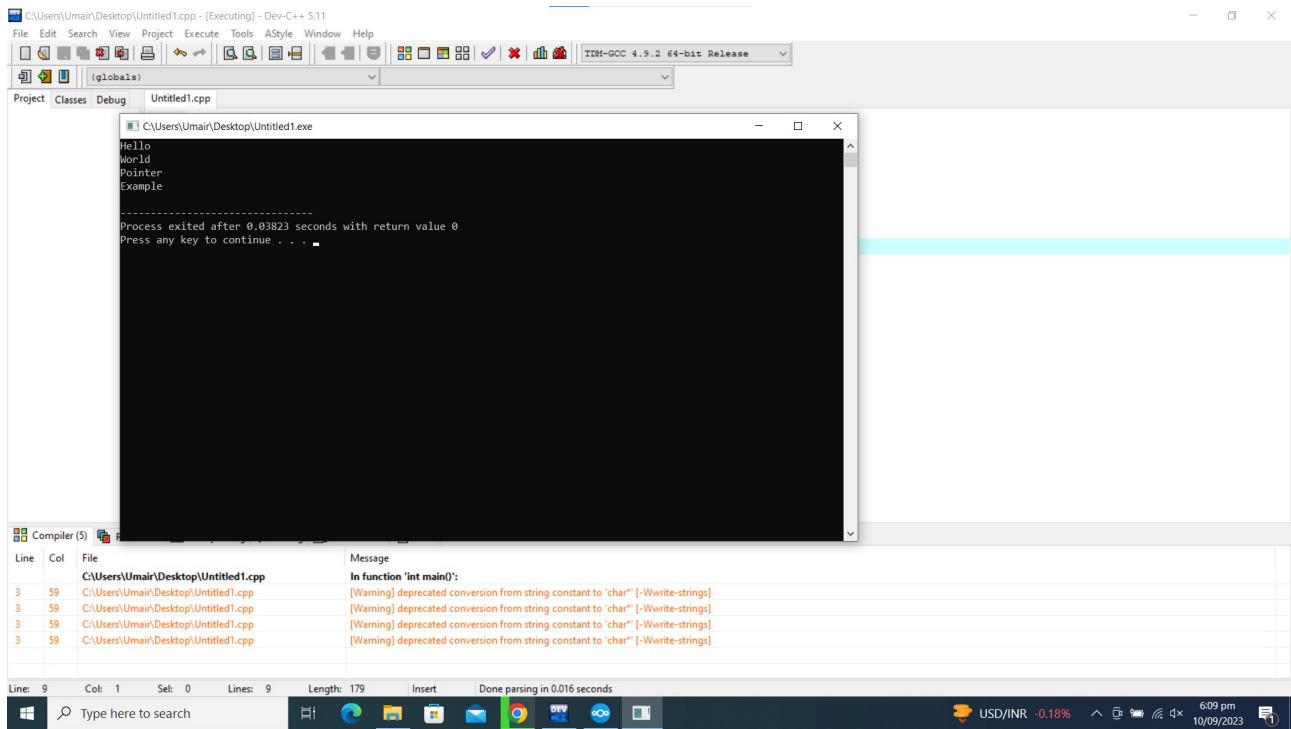 C:\Users\Umair\Desktop\Untitled1.cpp - [Executing] - Dev-C++ 5.11
File Edit Search View Project Execute Tools AStyle Window Help
TDM-GCC 4.9.2 64-bit Release
(globals)
Project Classes Debug Untitled1.cpp
C:\Users\Umair\Desktop\Untitled1.exe
Hello
World
Pointer
Example
--------------------------------
Process exited after 0.03823 seconds with return value 0
Press any key to continue . . .
Compiler (5)
Line Col File Message
C:\Users\Umair\Desktop\Untitled1.cpp In function 'int main()':
3 59 C:\Users\Umair\Desktop\Untitled1.cpp [Warning] deprecated conversion from string constant to 'char*' [-Wwrite-strings]
3 59 C:\Users\Umair\Desktop\Untitled1.cpp [Warning] deprecated conversion from string constant to 'char*' [-Wwrite-strings]
3 59 C:\Users\Umair\Desktop\Untitled1.cpp [Warning] deprecated conversion from string constant to 'char*' [-Wwrite-strings]
3 59 C:\Users\Umair\Desktop\Untitled1.cpp [Warning] deprecated conversion from string constant to 'char*' [-Wwrite-strings]
Line: 9 Col: 1 Sel: 0 Lines: 9 Length: 179 Insert Done parsing in 0.016 seconds
Type here to search DEV USD/INR -0.18% 6:09 pm
10/09/2023 1